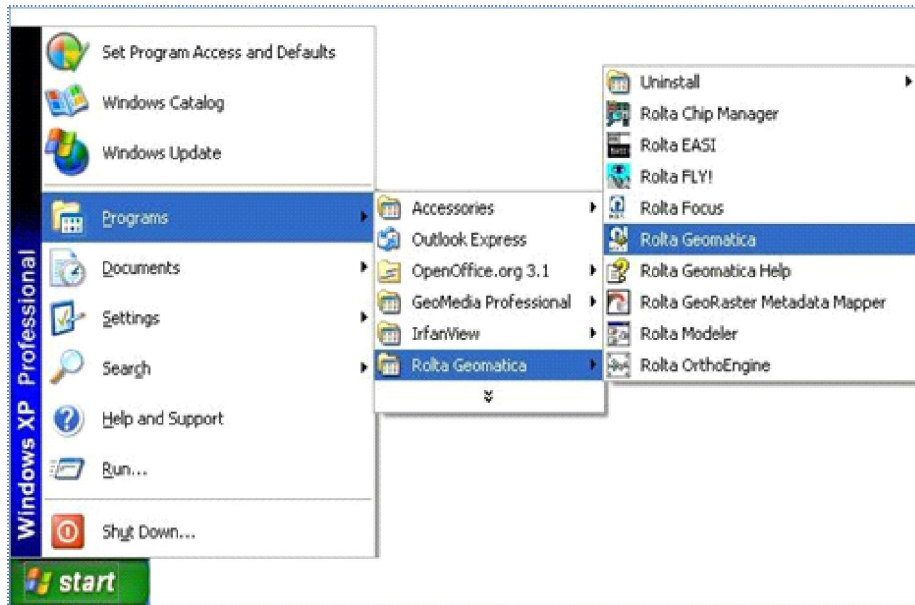 Set Program Access and Defaults
Windows Catalog
Windows Update
Programs
Documents
Settings
Search
Help and Support
Run...
Shut Down...
Windows XP Professional
start
Accessories
Outlook Express
OpenOffice.org 3.1
GeoMedia Professional
IrfanView
Rolta Geomatica
Uninstall
Rolta Chip Manager
Rolta EASI
Rolta FLY!
Rolta Focus
Rolta Geomatica
Rolta Geomatica Help
Rolta GeoRaster Metadata Mapper
Rolta Modeler
Rolta OrthoEngine